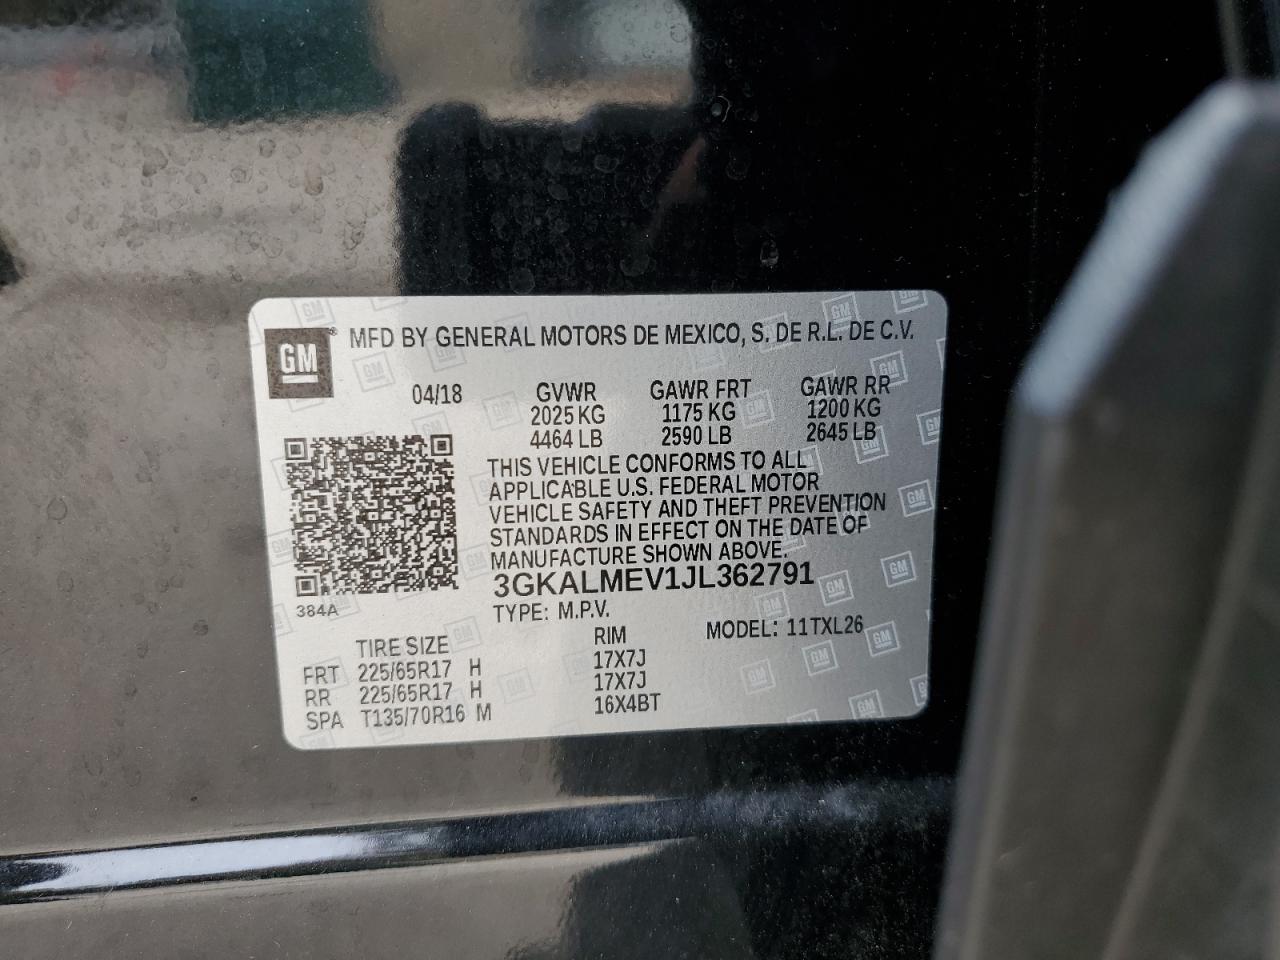 GM
MFD BY GENERAL MOTORS DE MEXICO, S. DE R.L. DE C.V.
04/18 GVWR GAWR FRT GAWR RR
2025 KG 1175 KG 1200 KG
4464 LB 2590 LB 2645 LB
THIS VEHICLE CONFORMS TO ALL
APPLICABLE U.S. FEDERAL MOTOR
VEHICLE SAFETY AND THEFT PREVENTION
STANDARDS IN EFFECT ON THE DATE OF
MANUFACTURE SHOWN ABOVE.
3GKALMEV1JL362791
384A
TYPE: M.P.V.
MODEL: 11TXL26
TIRE SIZE RIM
FRT 225/65R17 H 17X7J
RR 225/65R17 H 17X7J
SPA T135/70R16 M 16X4BT